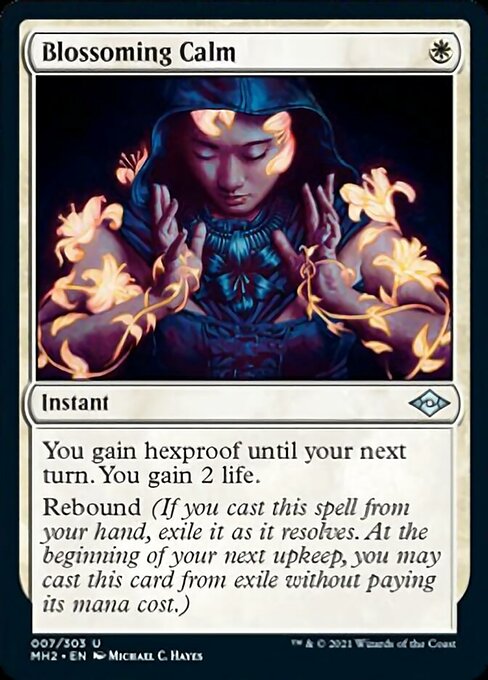 Blossoming Calm
Instant
You gain hexproof until your next
turn. You gain 2 life.
Rebound (If you cast this spell from
your hand, exile it as it resolves. At the
beginning of your next upkeep, you may
cast this card from exile without paying
its mana cost.)
007/303 U
™ & © 2021 Wizards of the Coast
MH2 • EN Michael C. Hayes